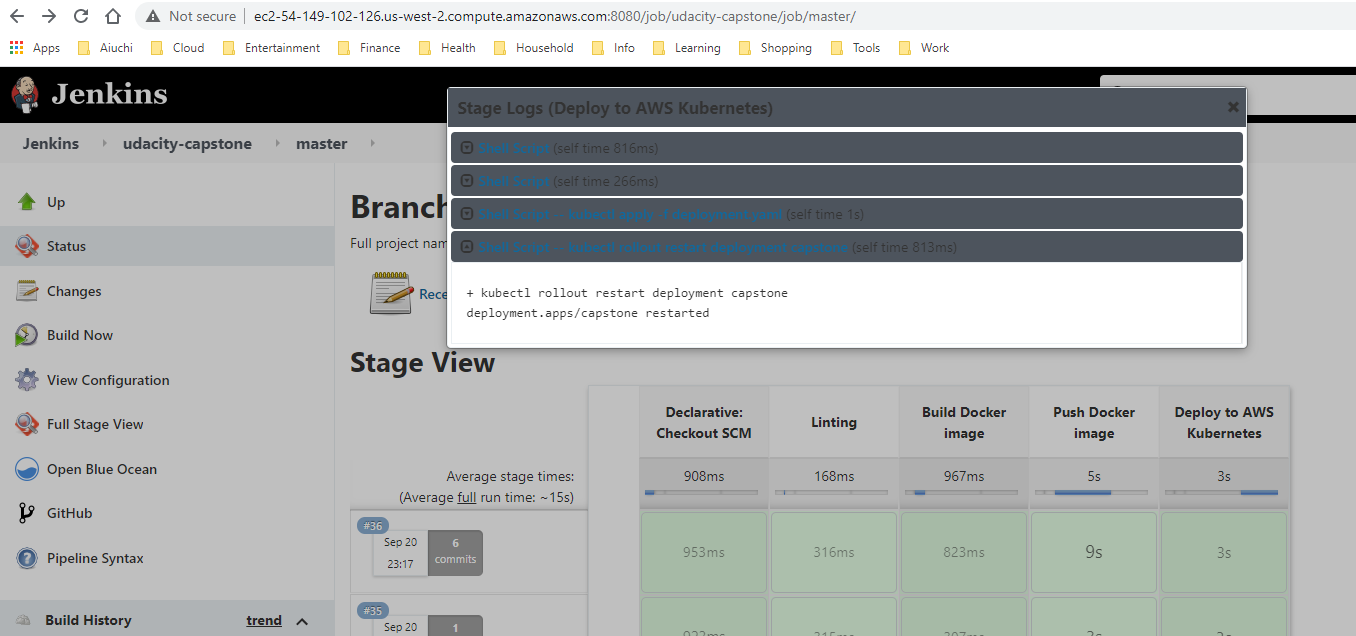 Not secure | ec2-54-149-102-126.us-west-2.compute.amazonaws.com:8080/job/udacity-capstone/job/master/
Apps Aiuchi Cloud Entertainment Finance Health Household Info Learning Shopping Tools Work
Jenkins
Stage Logs (Deploy to AWS Kubernetes)
Jenkins udacity-capstone master
Shell Script (self time 816ms)
Shell Script (self time 266ms)
Shell Script -- kubectl apply -f deployment.yaml (self time 1s)
Shell Script -- kubectl rollout restart deployment capstone (self time 813ms)
+ kubectl rollout restart deployment capstone
deployment.apps/capstone restarted
Up
Status
Changes
Build Now
View Configuration
Full Stage View
Open Blue Ocean
GitHub
Pipeline Syntax
Build History trend
Branch
Full project nam
Rece
Stage View
Declarative:
Checkout SCM
Linting
Build Docker
image
Push Docker
image
Deploy to AWS
Kubernetes
Average stage times:
(Average full run time: ~15s)
908ms 168ms 967ms 5s 3s
#36
Sep 20
23:17
6
commits
953ms 316ms 823ms 9s 3s
#35
Sep 20
1